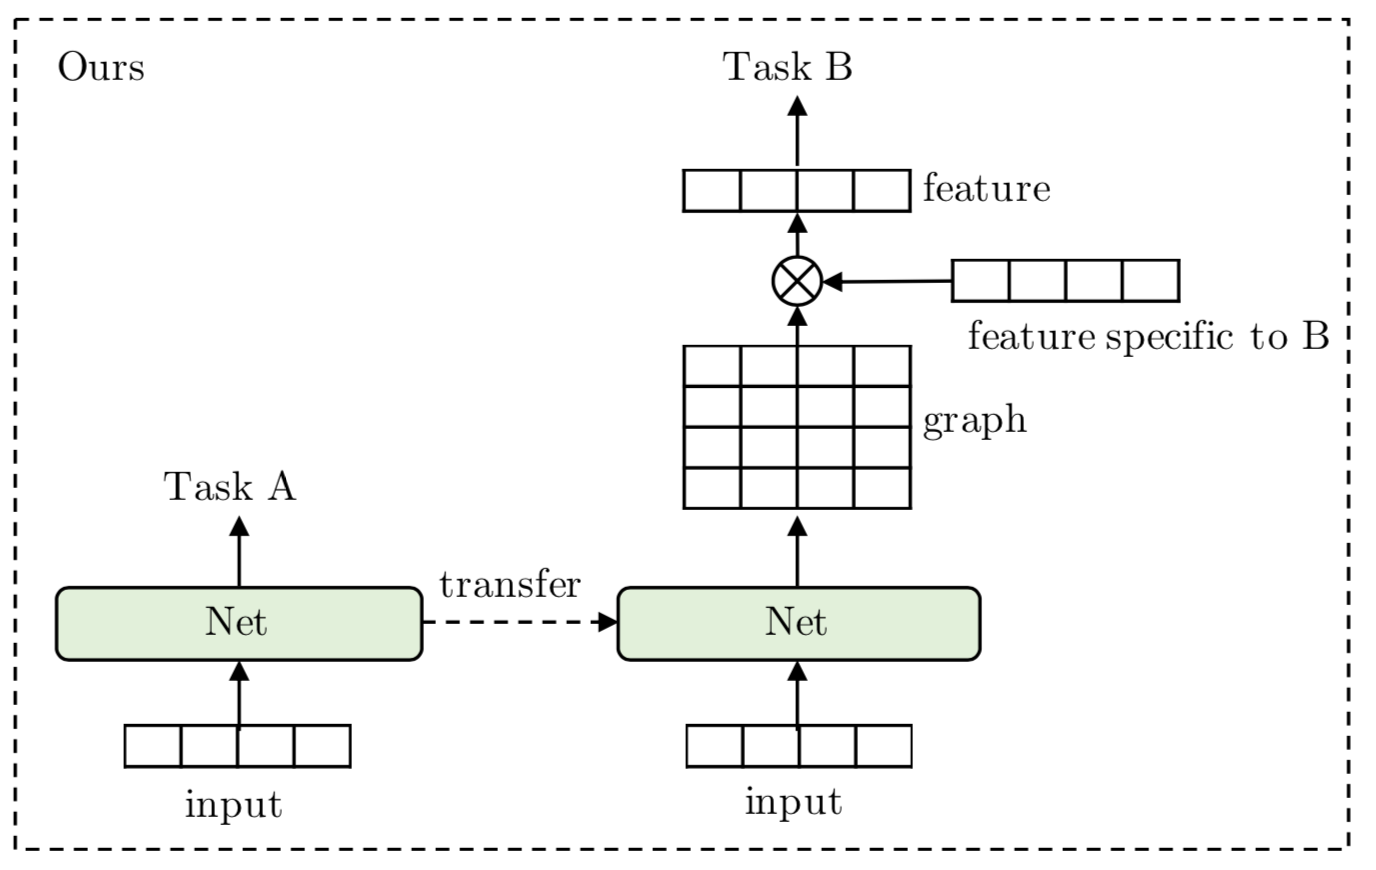 Ours
Task B
feature
feature specific to B
graph
Task A
transfer
Net
Net
input
input